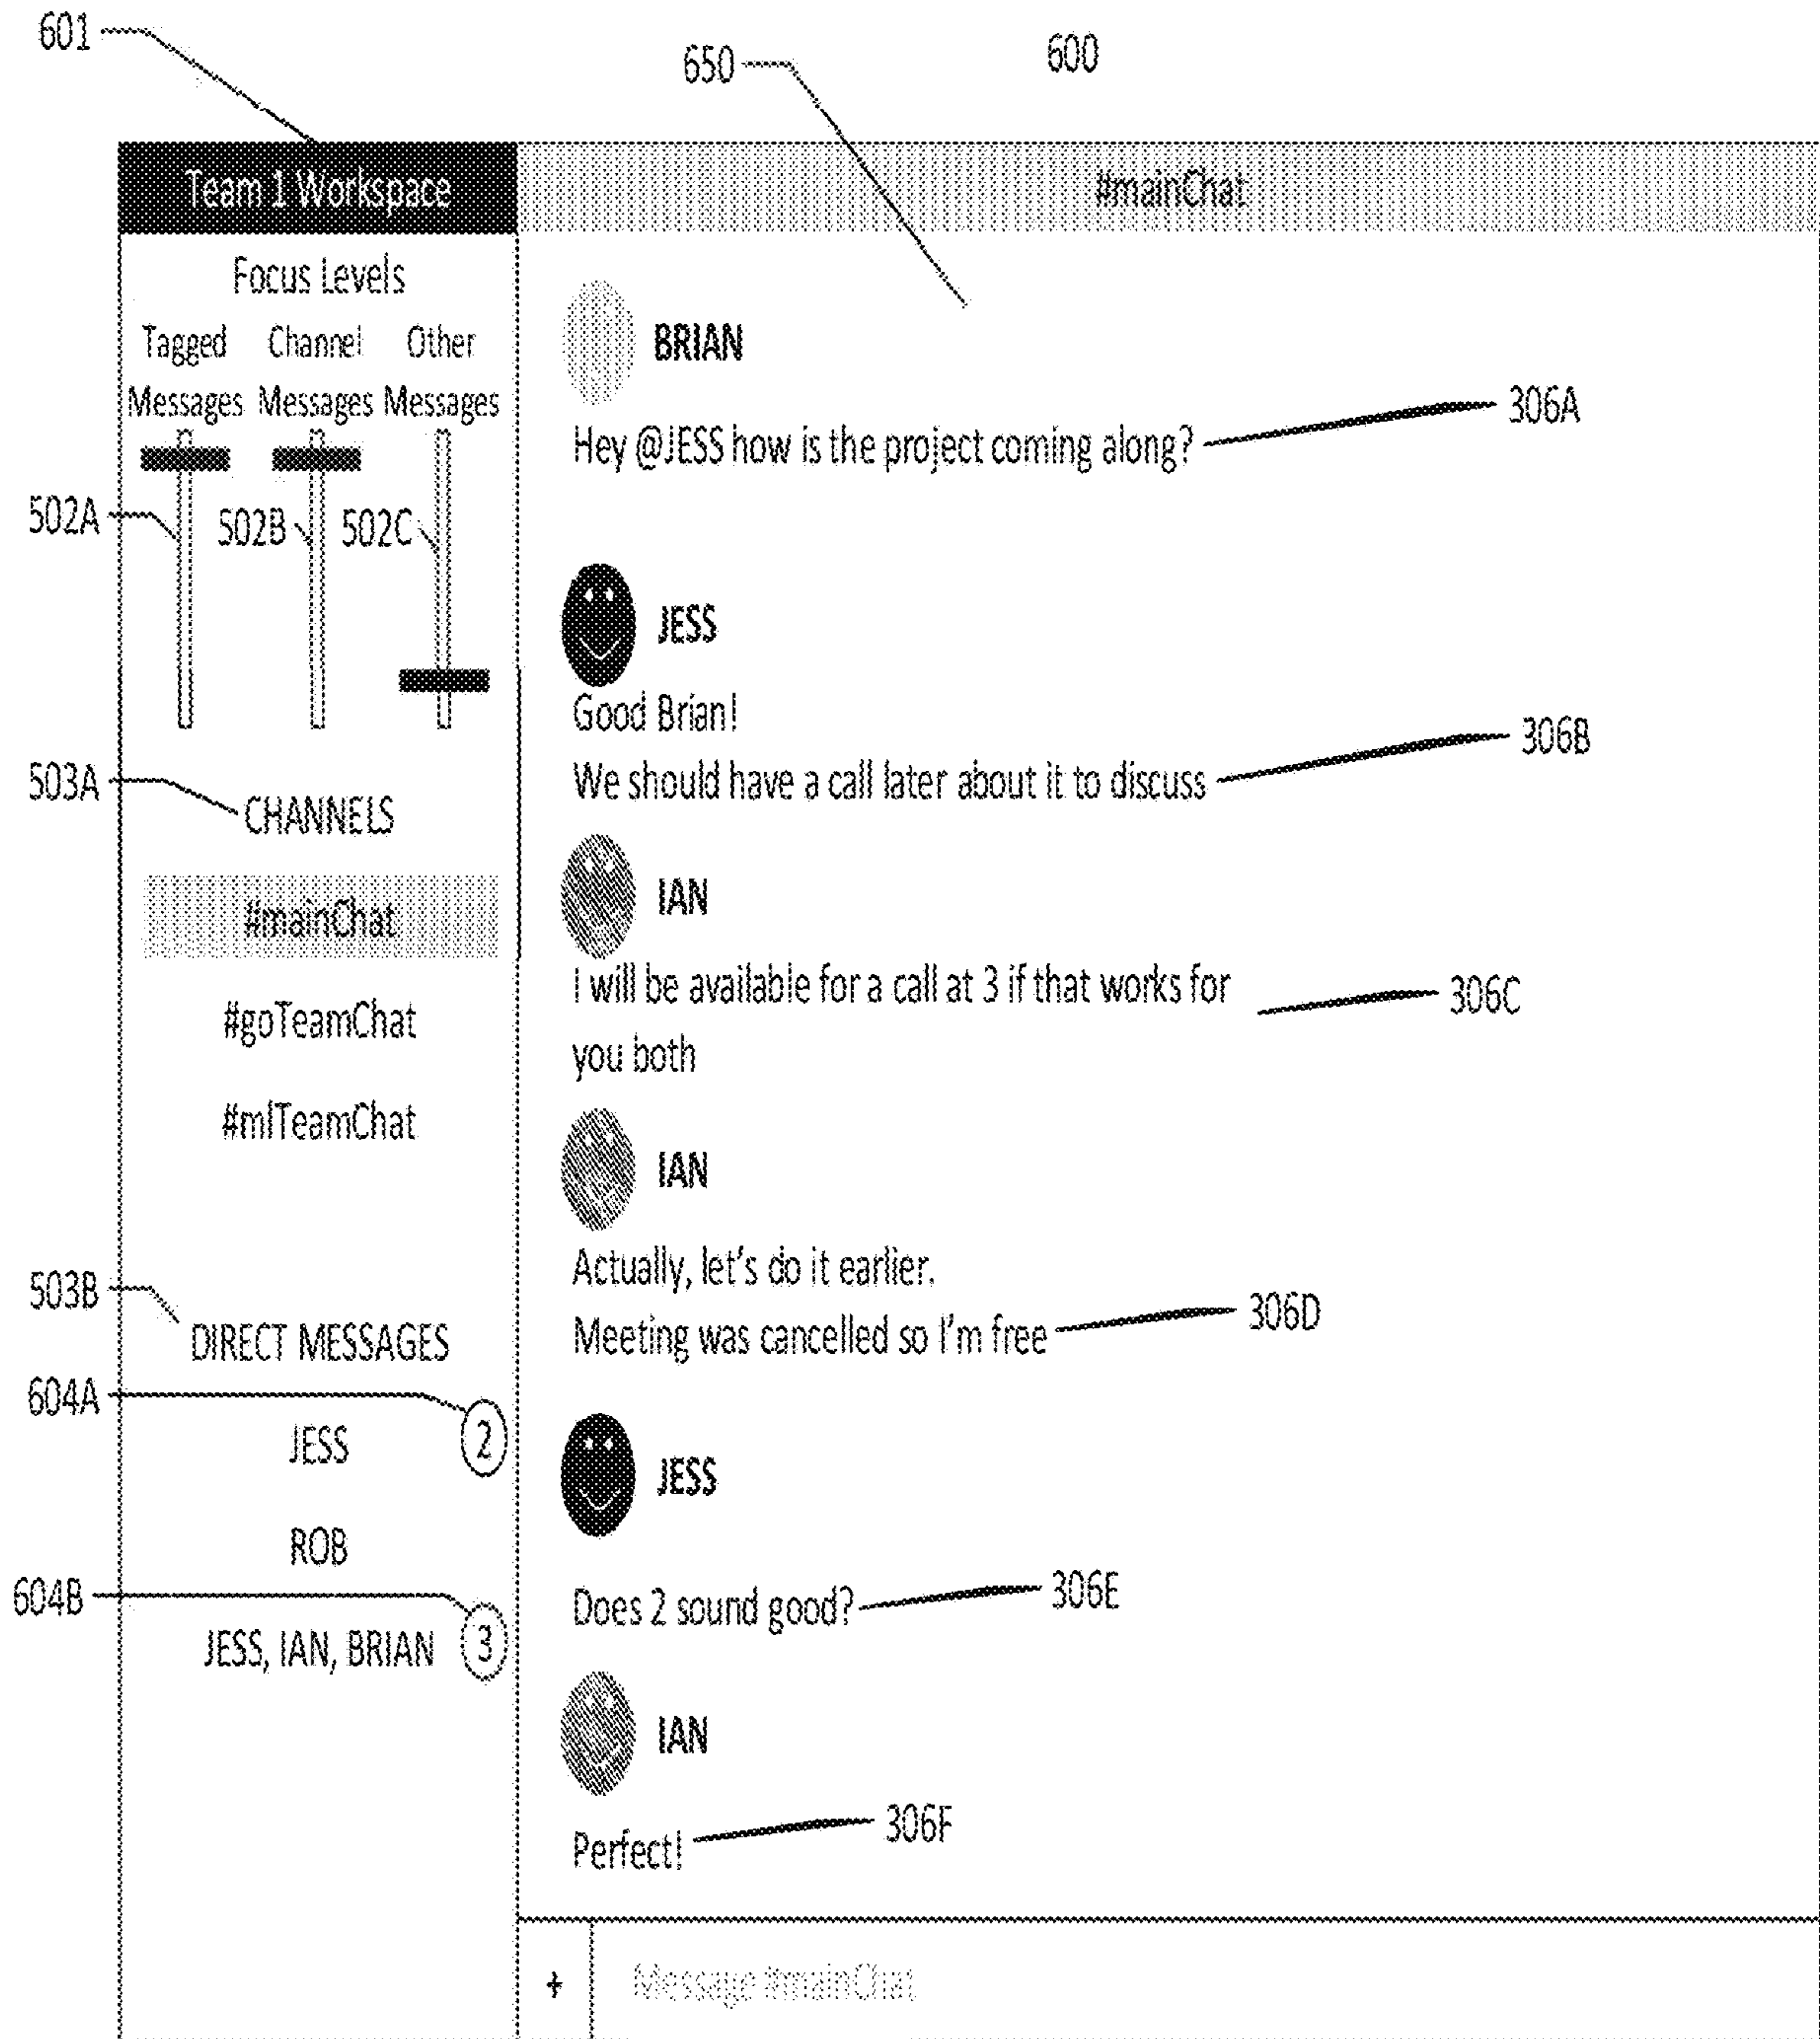 601
650
600
Team 1 Workspace
#mainChat
Focus Levels
Tagged Channel Other
Messages Messages Messages
502A
502B
502C
503A
CHANNELS
#mainChat
#goTeamChat
#mlTeamChat
503B
DIRECT MESSAGES
604A
JESS 2
ROB
604B
JESS, IAN, BRIAN 3
BRIAN
Hey @JESS how is the project coming along?
306A
JESS
Good Brian!
We should have a call later about it to discuss
306B
IAN
I will be available for a call at 3 if that works for
you both
306C
IAN
Actually, let's do it earlier.
Meeting was cancelled so I'm free
306D
JESS
Does 2 sound good?
306E
IAN
Perfect!
306F
+
Message #mainChat